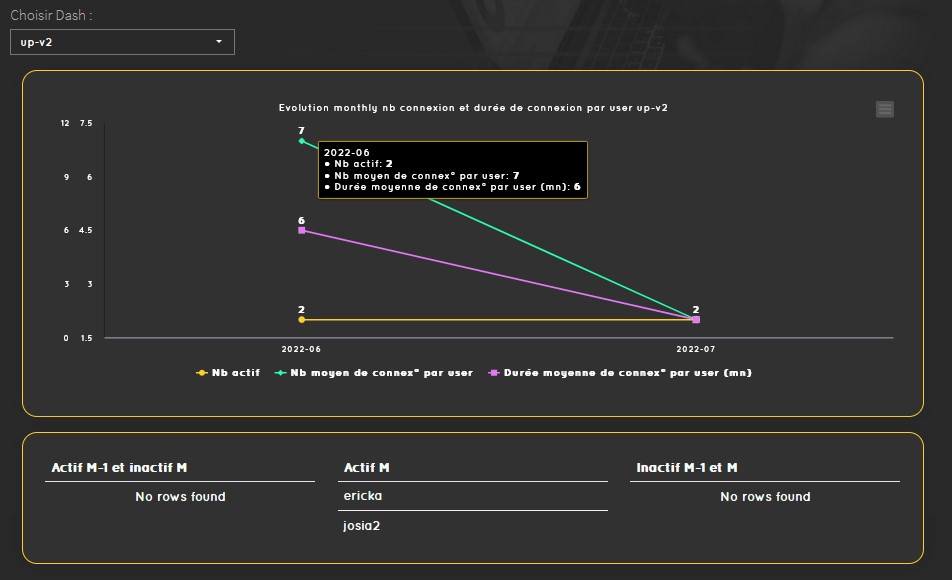 Choisir Dash :
up-v2
Evolution monthly nb connexion et durée de connexion par user up-v2
12 7.5
7
2022-06
● Nb actif: 2
● Nb moyen de connex° par user: 7
● Durée moyenne de connex° par user (mn): 6
9 6
6
6 4.5
3 3
2 2
0 1.5
2022-06 2022-07
Nb actif Nb moyen de connex° par user Durée moyenne de connex° par user (mn)
Actif M-1 et inactif M Actif M Inactif M-1 et M
No rows found ericka No rows found
josia2